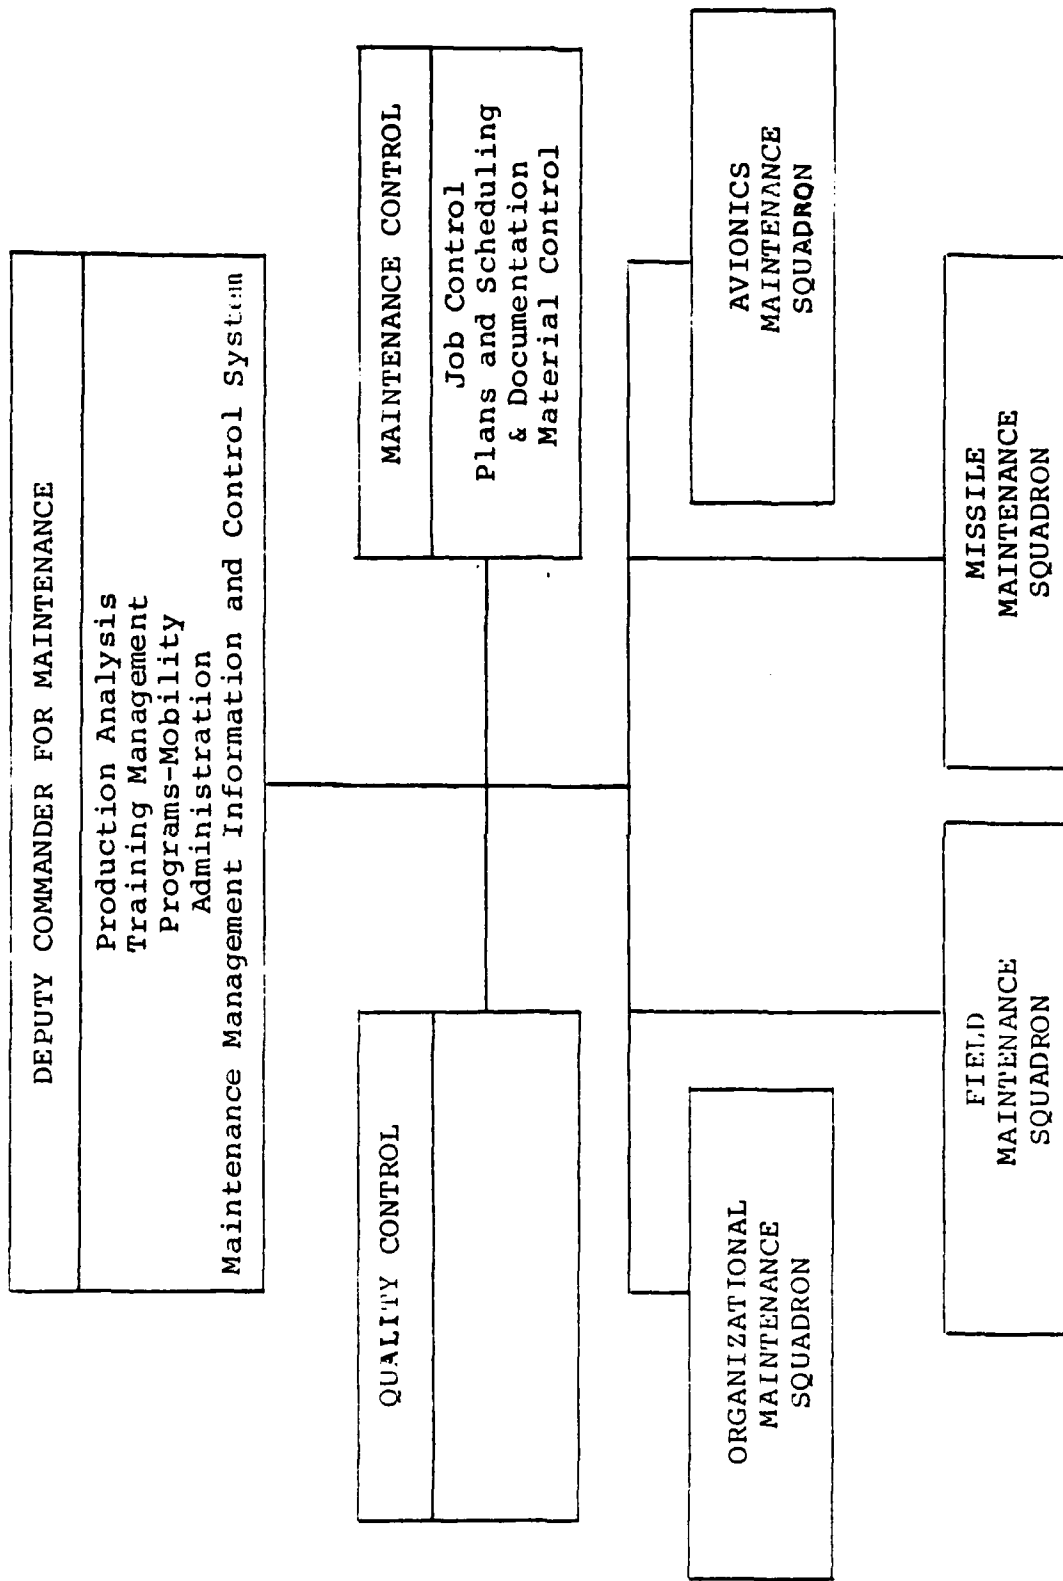 DEPUTY COMMANDER FOR MAINTENANCE
Production Analysis
Training Management
Programs-Mobility
Administration
Maintenance Management Information and Control System
QUALITY CONTROL
MAINTENANCE CONTROL
Job Control
Plans and Scheduling
& Documentation
Material Control
ORGANIZATIONAL
MAINTENANCE
SQUADRON
AVIONICS
MAINTENANCE
SQUADRON
FIELD
MAINTENANCE
SQUADRON
MISSILE
MAINTENANCE
SQUADRON